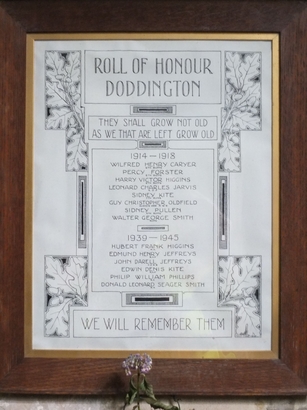 ROLL OF HONOUR
DODDINGTON
THEY SHALL GROW NOT OLD
AS WE THAT ARE LEFT GROW OLD
1914—1918
WILFRED HENRY CARVER
PERCY FORSTER
HARRY VICTOR HIGGINS
LEONARD CHARLES JARVIS
SIDNEY KITE
GUY CHRISTOPHER OLDFIELD
SIDNEY PULLEN
WALTER GEORGE SMITH
1939—1945
HUBERT FRANK HIGGINS
EDMUND HENRY JEFFREYS
JOHN DARELL JEFFREYS
EDWIN DENIS KITE
PHILIP WILLIAM PHILLIPS
DONALD LEONARD SEAGER SMITH
WE WILL REMEMBER THEM